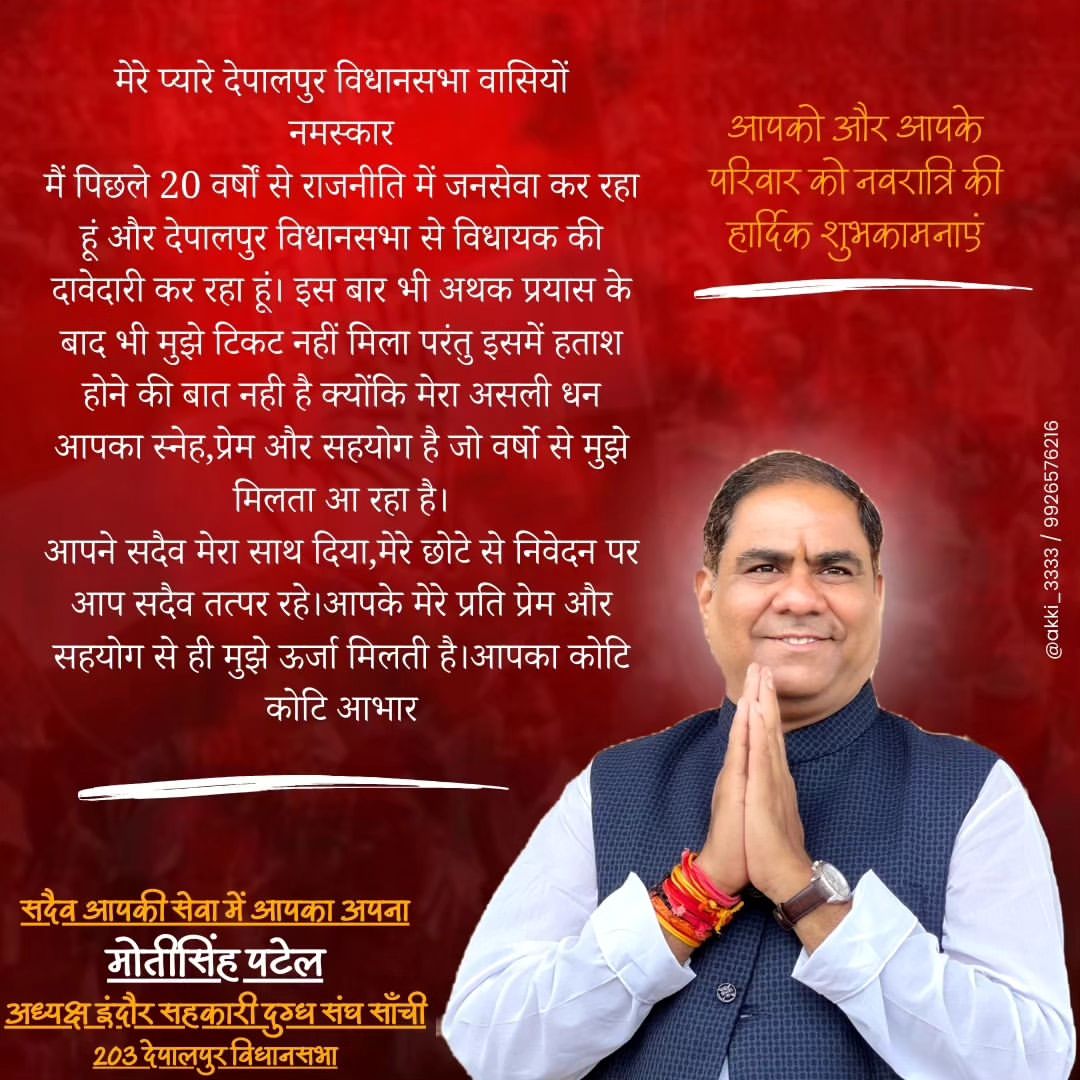 मेरे प्यारे देपालपुर विधानसभा वासियों
नमस्कार
मैं पिछले 20 वर्षों से राजनीति में जनसेवा कर रहा
हूं और देपालपुर विधानसभा से विधायक की
दावेदारी कर रहा हूं। इस बार भी अथक प्रयास के
बाद भी मुझे टिकट नहीं मिला परंतु इसमें हताश
होने की बात नही है क्योंकि मेरा असली धन
आपका स्नेह,प्रेम और सहयोग है जो वर्षो से मुझे
मिलता आ रहा है।
आपने सदैव मेरा साथ दिया,मेरे छोटे से निवेदन पर
आप सदैव तत्पर रहे।आपके मेरे प्रति प्रेम और
सहयोग से ही मुझे ऊर्जा मिलती है।आपका कोटि
कोटि आभार
आपको और आपके
परिवार को नवरात्रि की
हार्दिक शुभकामनाएं
@akki_3333 / 9926576216
सदैव आपकी सेवा में आपका अपना
मोतीसिंह पटेल
अध्यक्ष इंदौर सहकारी दुग्ध संघ साँची
203 देपालपुर विधानसभा